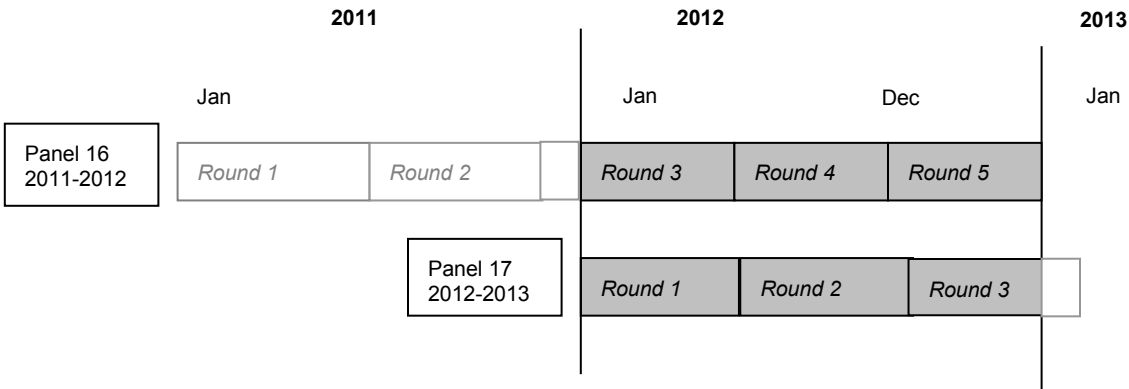 2011 2012 2013
Jan Jan Dec Jan
Panel 16
2011-2012
Round 1 Round 2 Round 3 Round 4 Round 5
Panel 17
2012-2013
Round 1 Round 2 Round 3